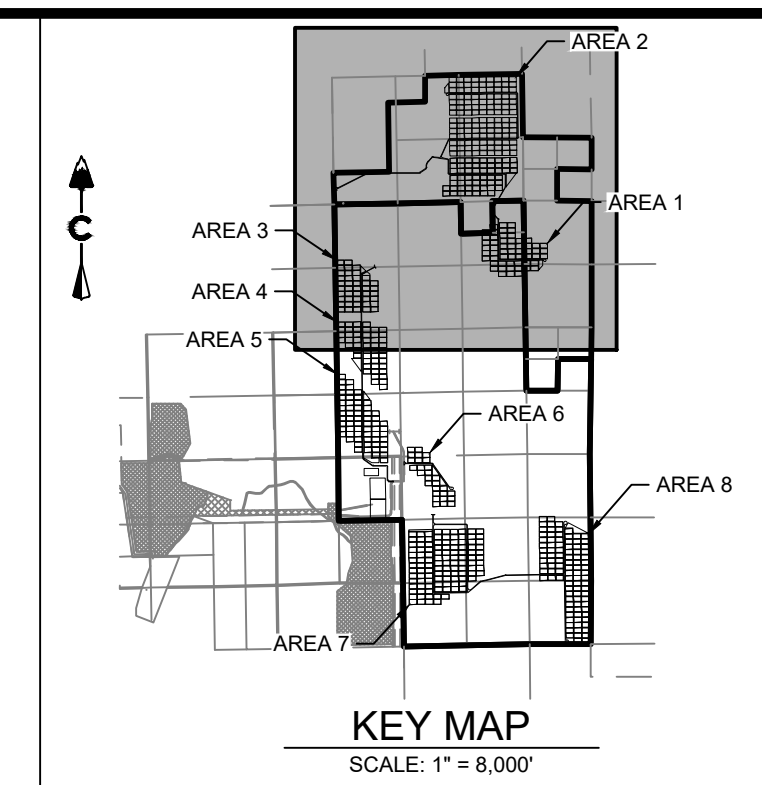 AREA 2
AREA 1
AREA 3
AREA 4
AREA 5
C
AREA 6
AREA 8
AREA 7
KEY MAP
SCALE: 1" = 8,000'